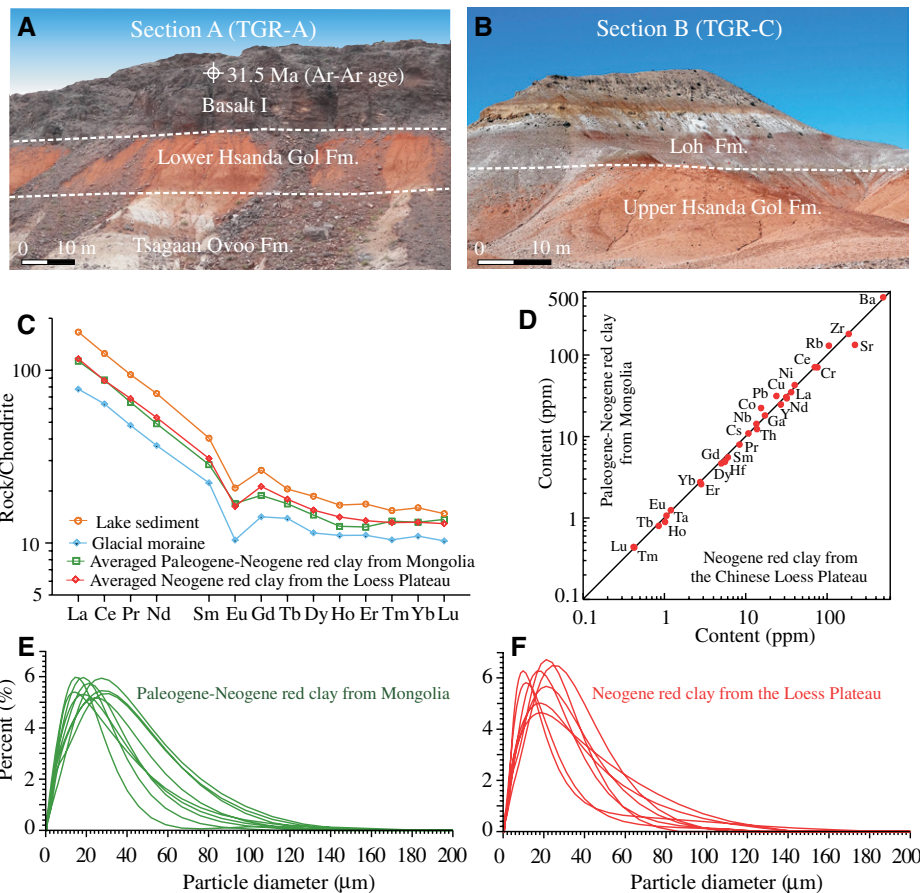 A
Section A (TGR-A)
31.5 Ma (Ar-Ar age)
Basalt I
Lower Hsanda Gol Fm.
Tsagaan Ovoo Fm.
0 10 m
B
Section B (TGR-C)
Loh Fm.
Upper Hsanda Gol Fm.
0 10 m
C
Rock/Chondrite
100
10
5
Lake sediment
Glacial moraine
Averaged Paleogene-Neogene red clay from Mongolia
Averaged Neogene red clay from the Loess Plateau
La Ce Pr Nd Sm Eu Gd Tb Dy Ho Er Tm Yb Lu
D
Content (ppm)
Paleogene-Neogene red clay
from Mongolia
500
100
10
1
0.1
Ba
Zr
Sr
Rb
Ce
Cr
Ni
Cu
La
Pb
Nd
Co
Y
Ga
Nb
Th
Cs
Pr
Gd
Sm
Dy
Hf
Yb
Er
Eu
Ta
Tb
Ho
Lu
Tm
Neogene red clay from
the Chinese Loess Plateau
0.1 1 10 100
Content (ppm)
E
Percent (%)
6
4
2
0
Paleogene-Neogene red clay from Mongolia
0 20 40 60 80 100 120 140 160 180 200
Particle diameter (μm)
F
6
4
2
0
Neogene red clay from the Loess Plateau
0 20 40 60 80 100 120 140 160 180 200
Particle diameter (μm)